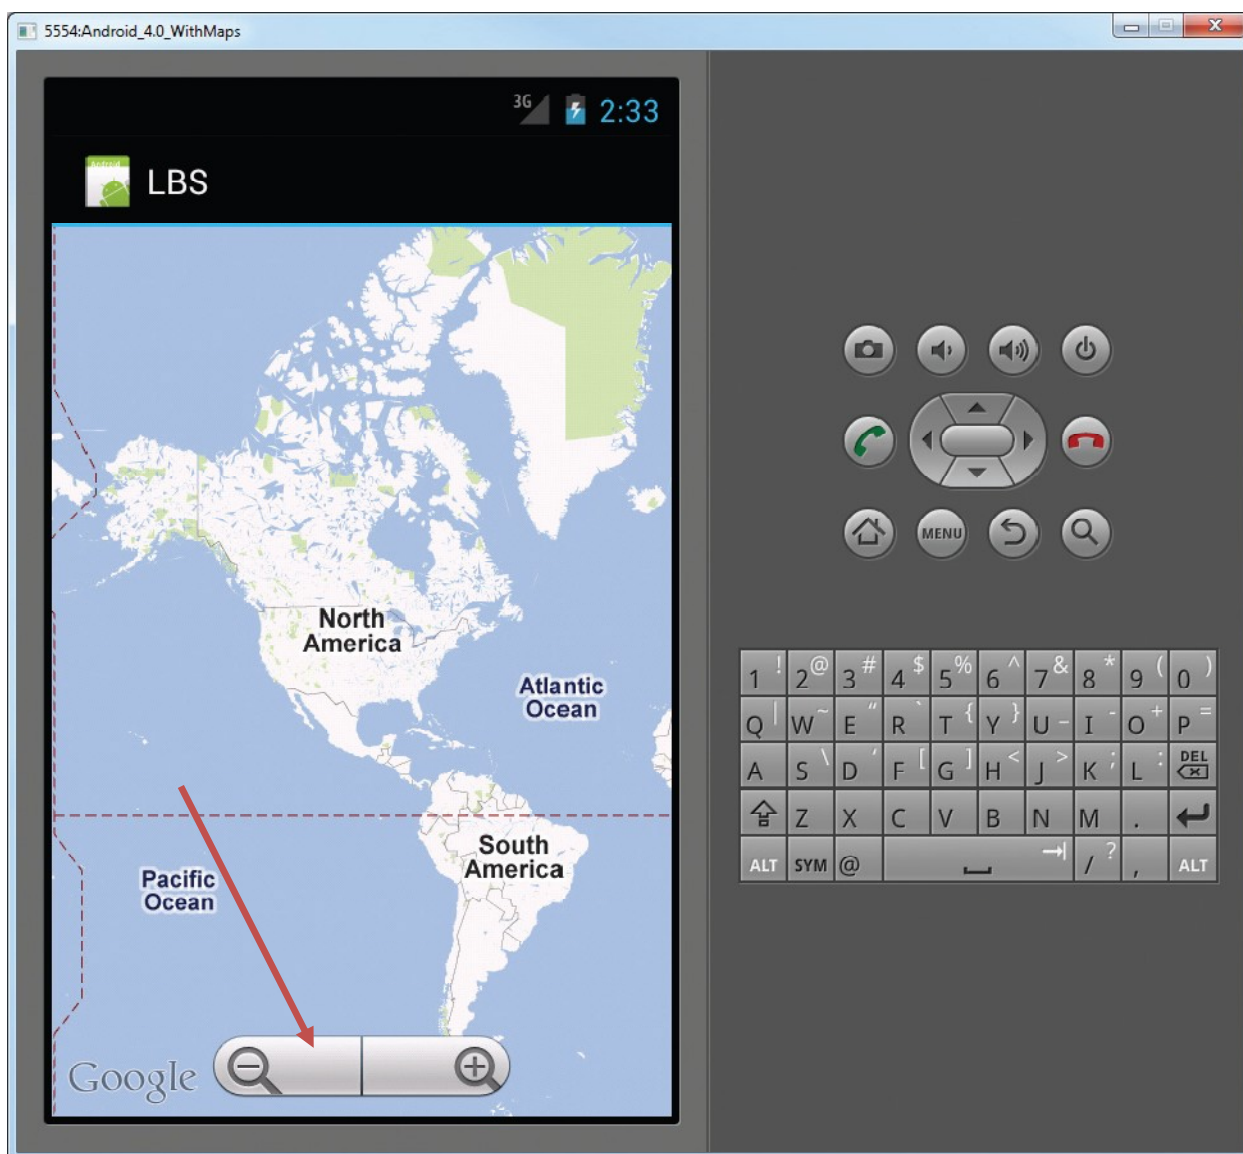 5554:Android_4.0_WithMaps
3G 2:33
Android
LBS
North
America
Atlantic
Ocean
South
America
Pacific
Ocean
Google
MENU
1 ! 2 @ 3 # 4 $ 5 % 6 ^ 7 & 8 * 9 ( 0 )
Q | W ~ E " R ` T { Y } U _ I - O + P =
A S \ D ' F [ G ] H < J > K ; L : DEL
Z X C V B N M .
ALT SYM @ / ? , ALT